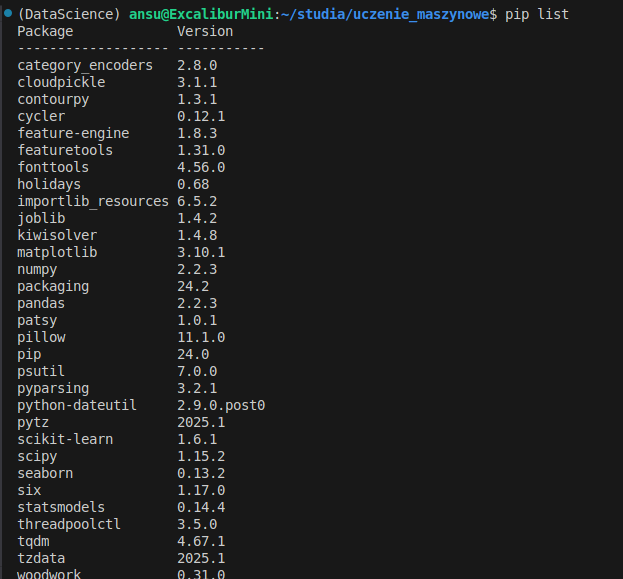 (DataScience) ansu@ExcaliburMini:~/studia/uczenie_maszynowe$ pip list
Package Version
------------------- -----------
category_encoders 2.8.0
cloudpickle 3.1.1
contourpy 1.3.1
cycler 0.12.1
feature-engine 1.8.3
featuretools 1.31.0
fonttools 4.56.0
holidays 0.68
importlib_resources 6.5.2
joblib 1.4.2
kiwisolver 1.4.8
matplotlib 3.10.1
numpy 2.2.3
packaging 24.2
pandas 2.2.3
patsy 1.0.1
pillow 11.1.0
pip 24.0
psutil 7.0.0
pyparsing 3.2.1
python-dateutil 2.9.0.post0
pytz 2025.1
scikit-learn 1.6.1
scipy 1.15.2
seaborn 0.13.2
six 1.17.0
statsmodels 0.14.4
threadpoolctl 3.5.0
tqdm 4.67.1
tzdata 2025.1
woodwork 0.31.0